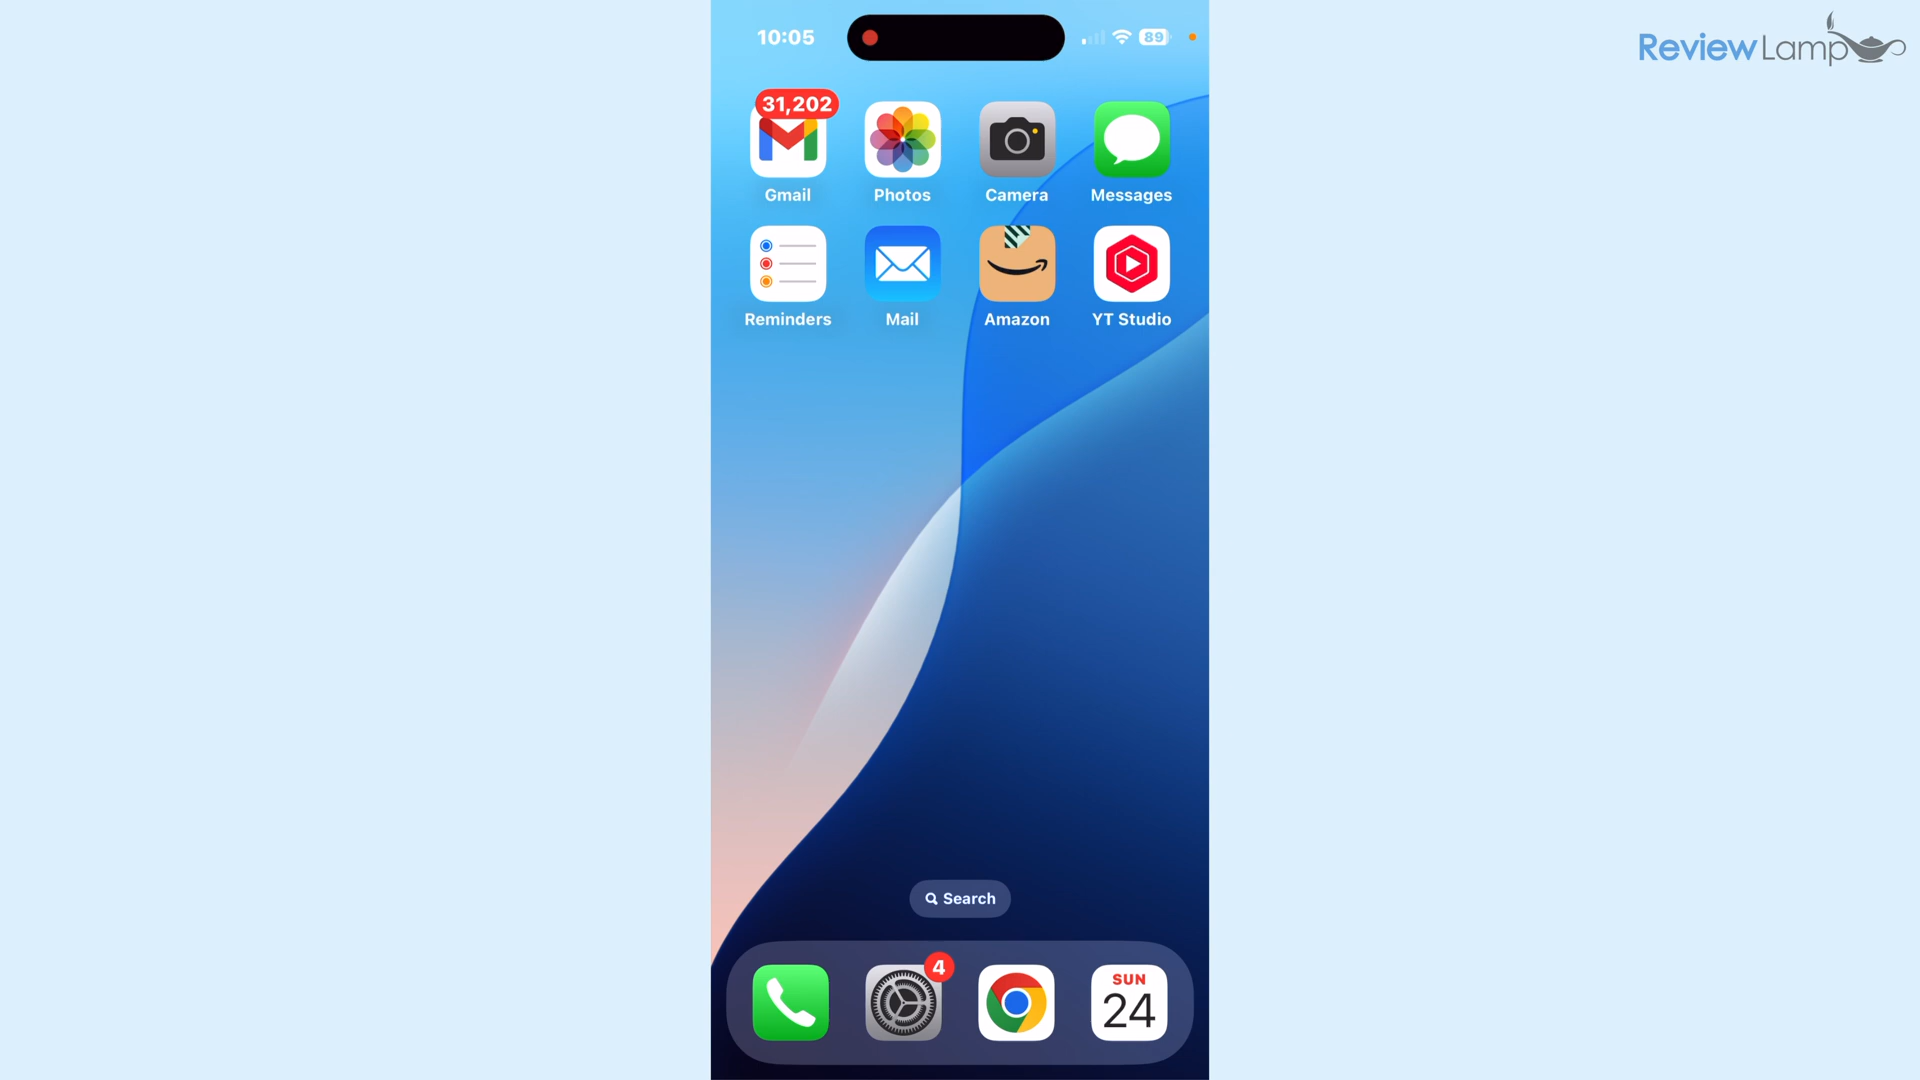 10:05
89
ReviewLamp
31,202
Gmail
Photos
Camera
Messages
Reminders
Mail
Amazon
YT Studio
Search
4
SUN
24